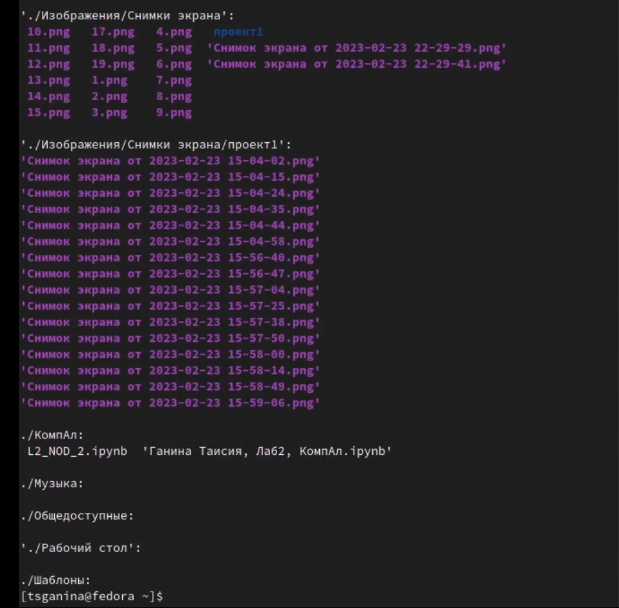 './Изображения/Снимки экрана':
10.png 17.png 4.png проект1
11.png 18.png 5.png 'Снимок экрана от 2023-02-23 22-29-29.png'
12.png 19.png 6.png 'Снимок экрана от 2023-02-23 22-29-41.png'
13.png 1.png 7.png
14.png 2.png 8.png
15.png 3.png 9.png
'./Изображения/Снимки экрана/проект1':
'Снимок экрана от 2023-02-23 15-04-02.png'
'Снимок экрана от 2023-02-23 15-04-15.png'
'Снимок экрана от 2023-02-23 15-04-24.png'
'Снимок экрана от 2023-02-23 15-04-35.png'
'Снимок экрана от 2023-02-23 15-04-44.png'
'Снимок экрана от 2023-02-23 15-04-58.png'
'Снимок экрана от 2023-02-23 15-56-40.png'
'Снимок экрана от 2023-02-23 15-56-47.png'
'Снимок экрана от 2023-02-23 15-57-04.png'
'Снимок экрана от 2023-02-23 15-57-25.png'
'Снимок экрана от 2023-02-23 15-57-38.png'
'Снимок экрана от 2023-02-23 15-57-50.png'
'Снимок экрана от 2023-02-23 15-58-00.png'
'Снимок экрана от 2023-02-23 15-58-14.png'
'Снимок экрана от 2023-02-23 15-58-49.png'
'Снимок экрана от 2023-02-23 15-59-06.png'
./КомпАл:
L2_NOD_2.ipynb 'Ганина Таисия, Лаб2, КомпАл.ipynb'
./Музыка:
./Общедоступные:
'./Рабочий стол':
./Шаблоны:
[tsganina@fedora ~]$